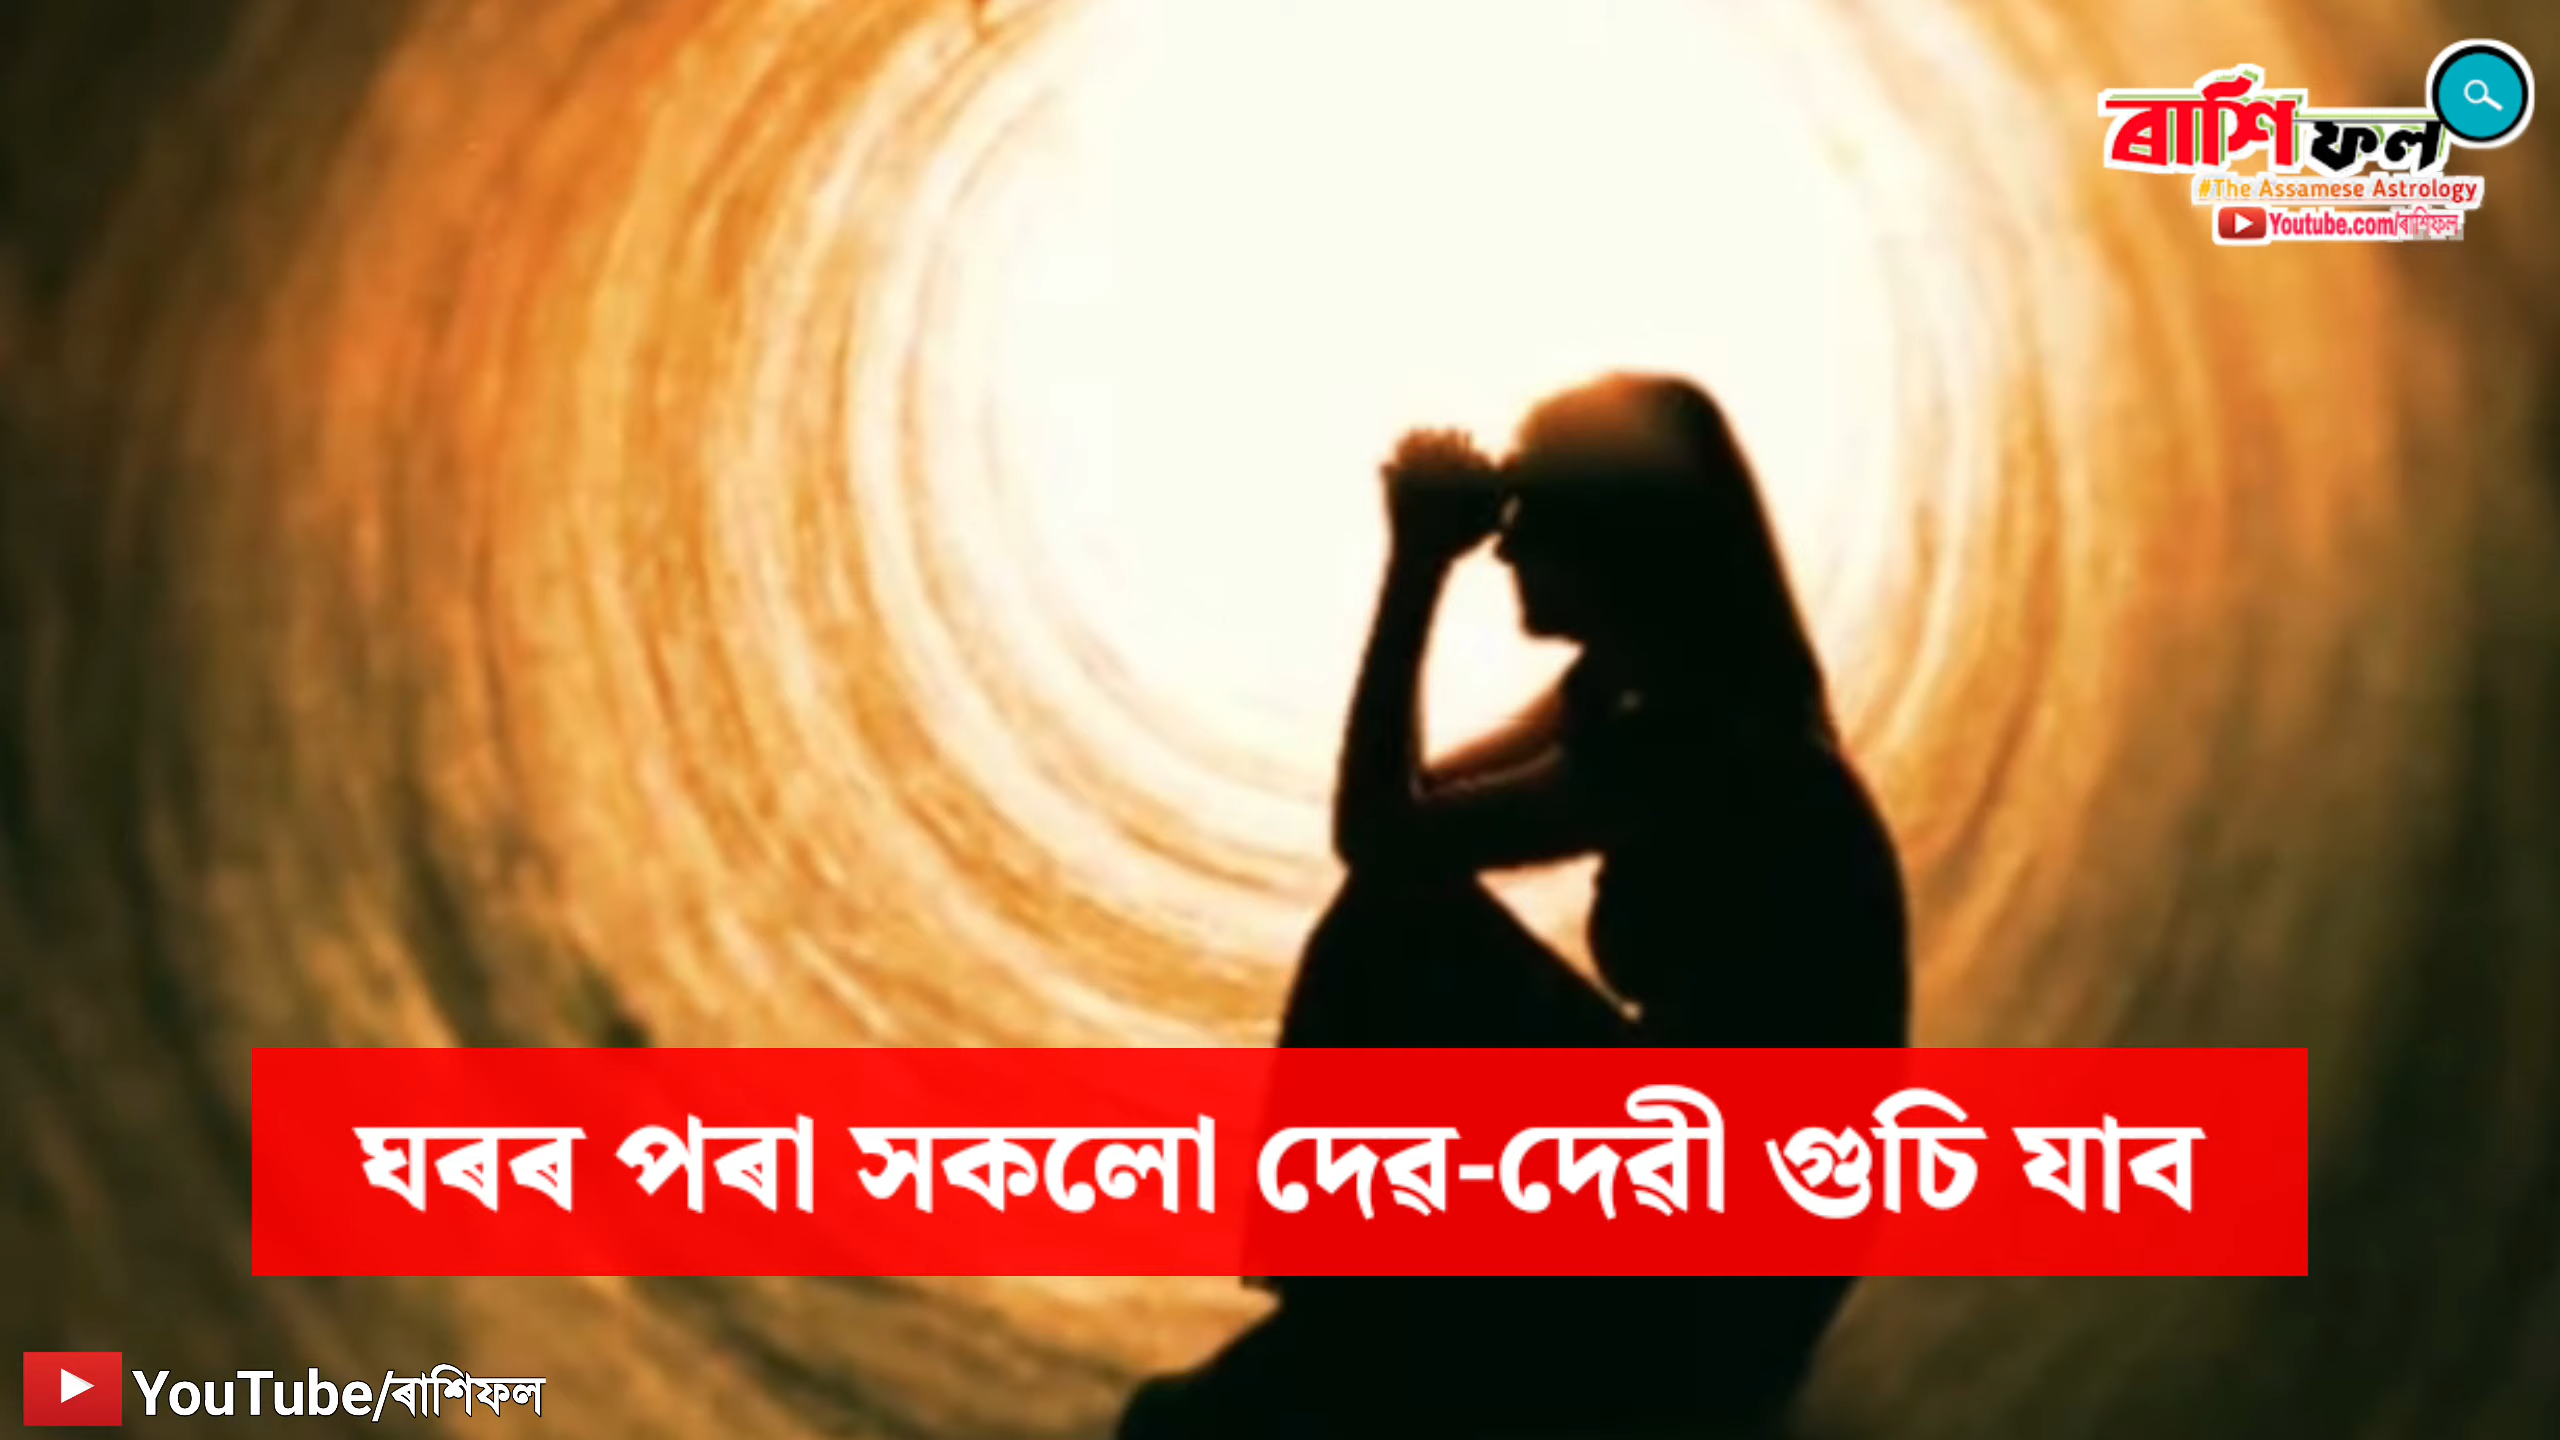 ৰাশিফল
#The Assamese Astrology
Youtube.com/ৰাশিফল
ঘৰৰ পৰা সকলো দেৱ-দেৱী গুচি যাব
YouTube/ৰাশিফল